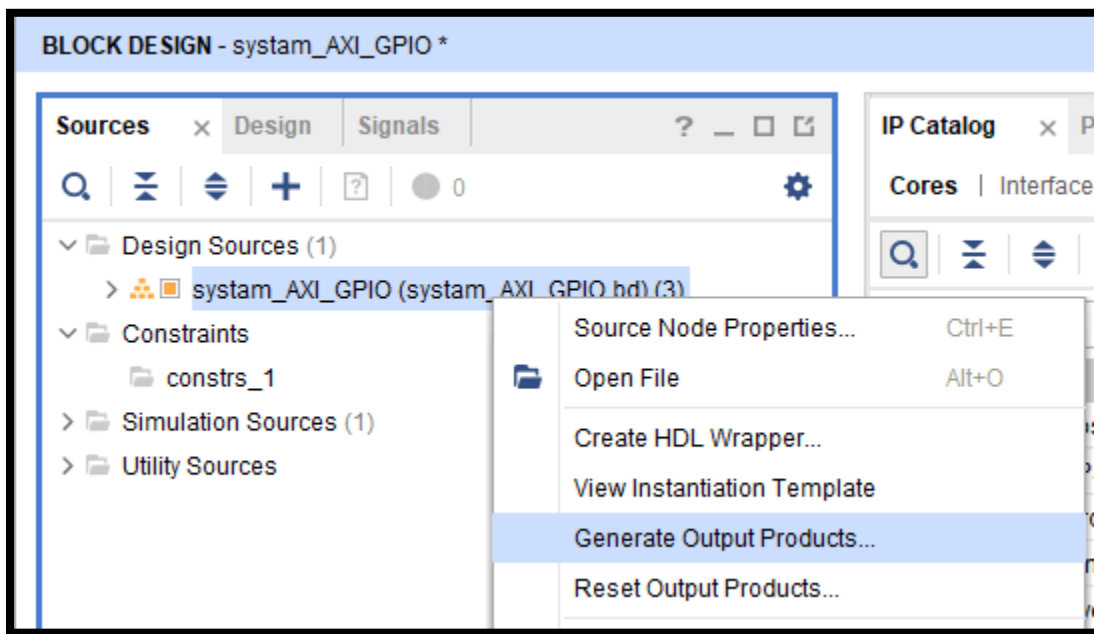 BLOCK DESIGN - systam_AXI_GPIO *
Sources × Design Signals ? IP Catalog ×
0 Cores | Interface
Design Sources (1)
systam_AXI_GPIO (systam_AXI_GPIO.bd) (3)
Source Node Properties... Ctrl+E
Constraints
constrs_1 Open File Alt+O
Simulation Sources (1) Create HDL Wrapper...
Utility Sources
View Instantiation Template
Generate Output Products...
Reset Output Products...